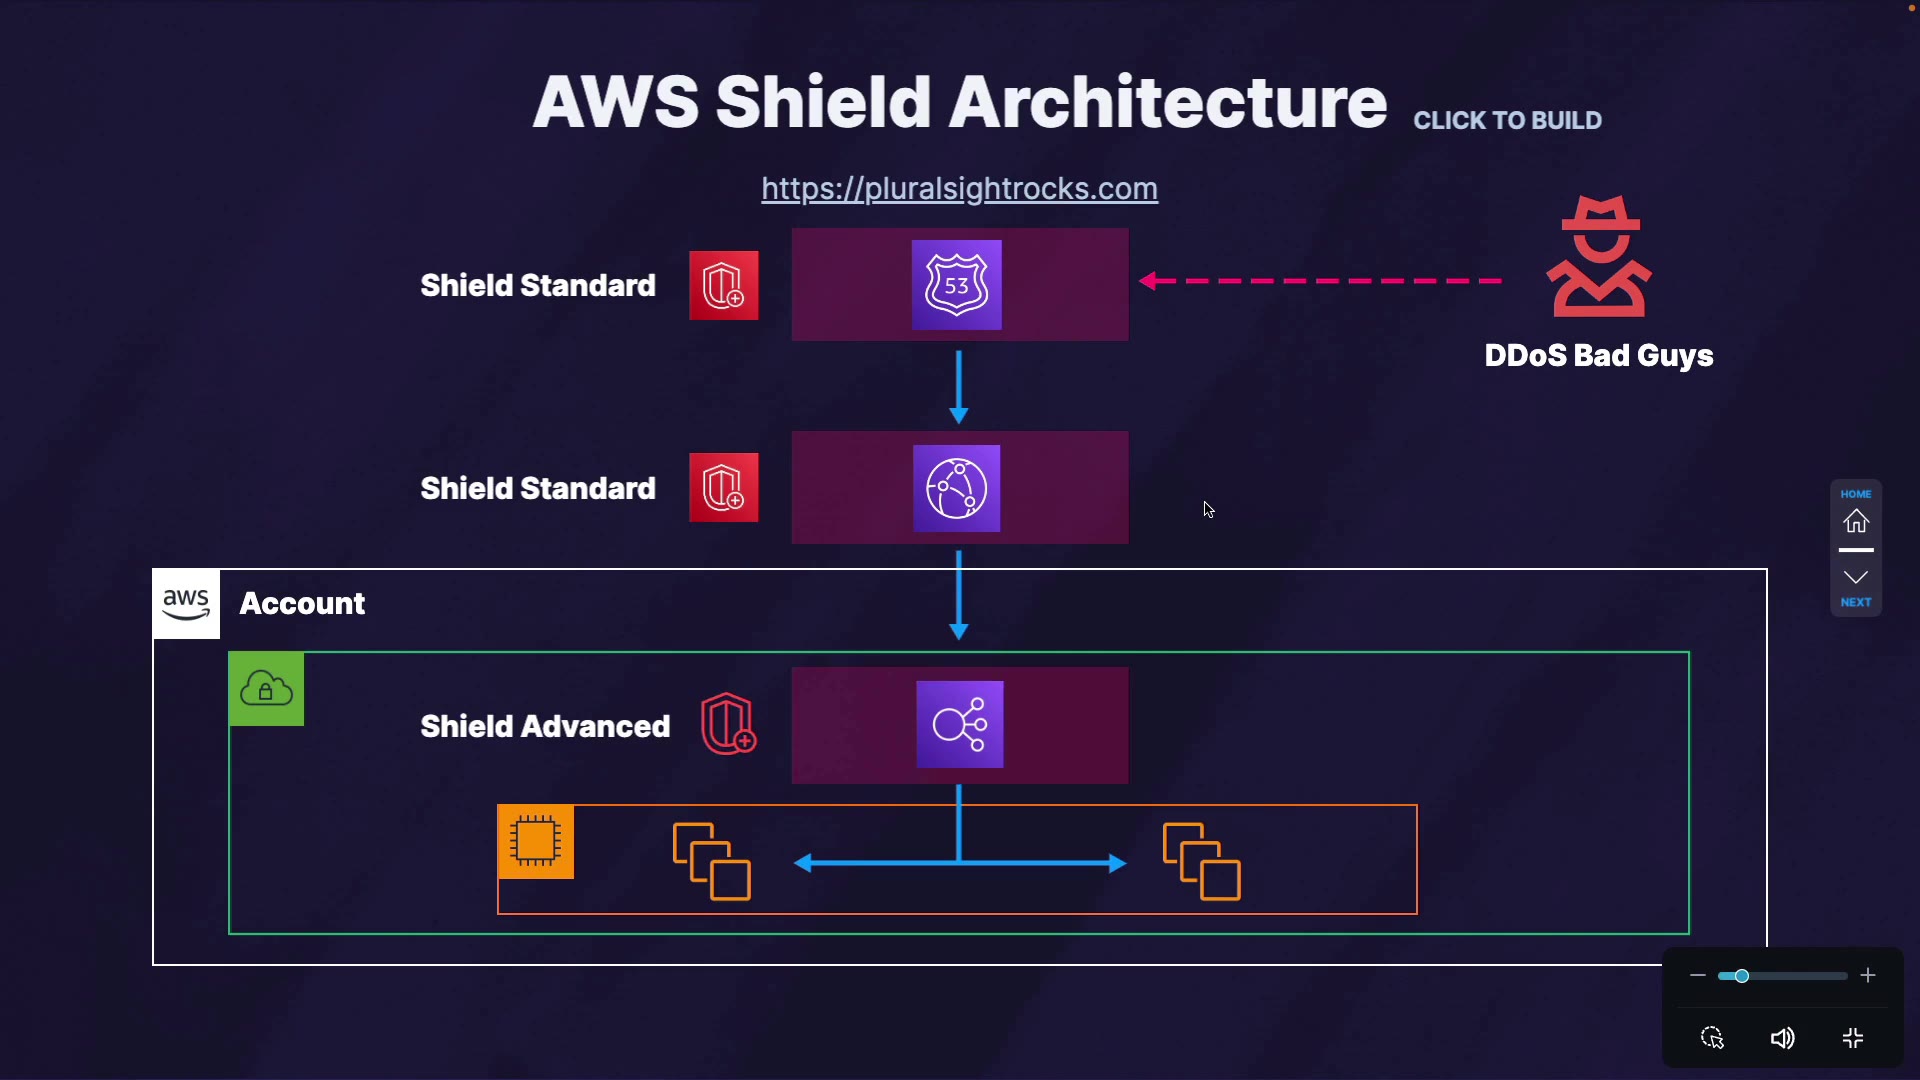 AWS Shield Architecture CLICK TO BUILD
https://pluralsightrocks.com
Shield Standard
53
DDoS Bad Guys
Shield Standard
HOME
NEXT
aws
Account
Shield Advanced